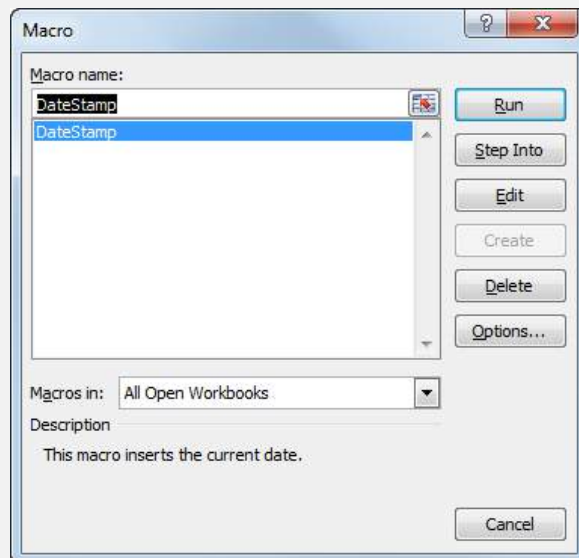 Macro
Macro name:
DateStamp
DateStamp
Run
Step Into
Edit
Create
Delete
Options...
Macros in: All Open Workbooks
Description
This macro inserts the current date.
Cancel